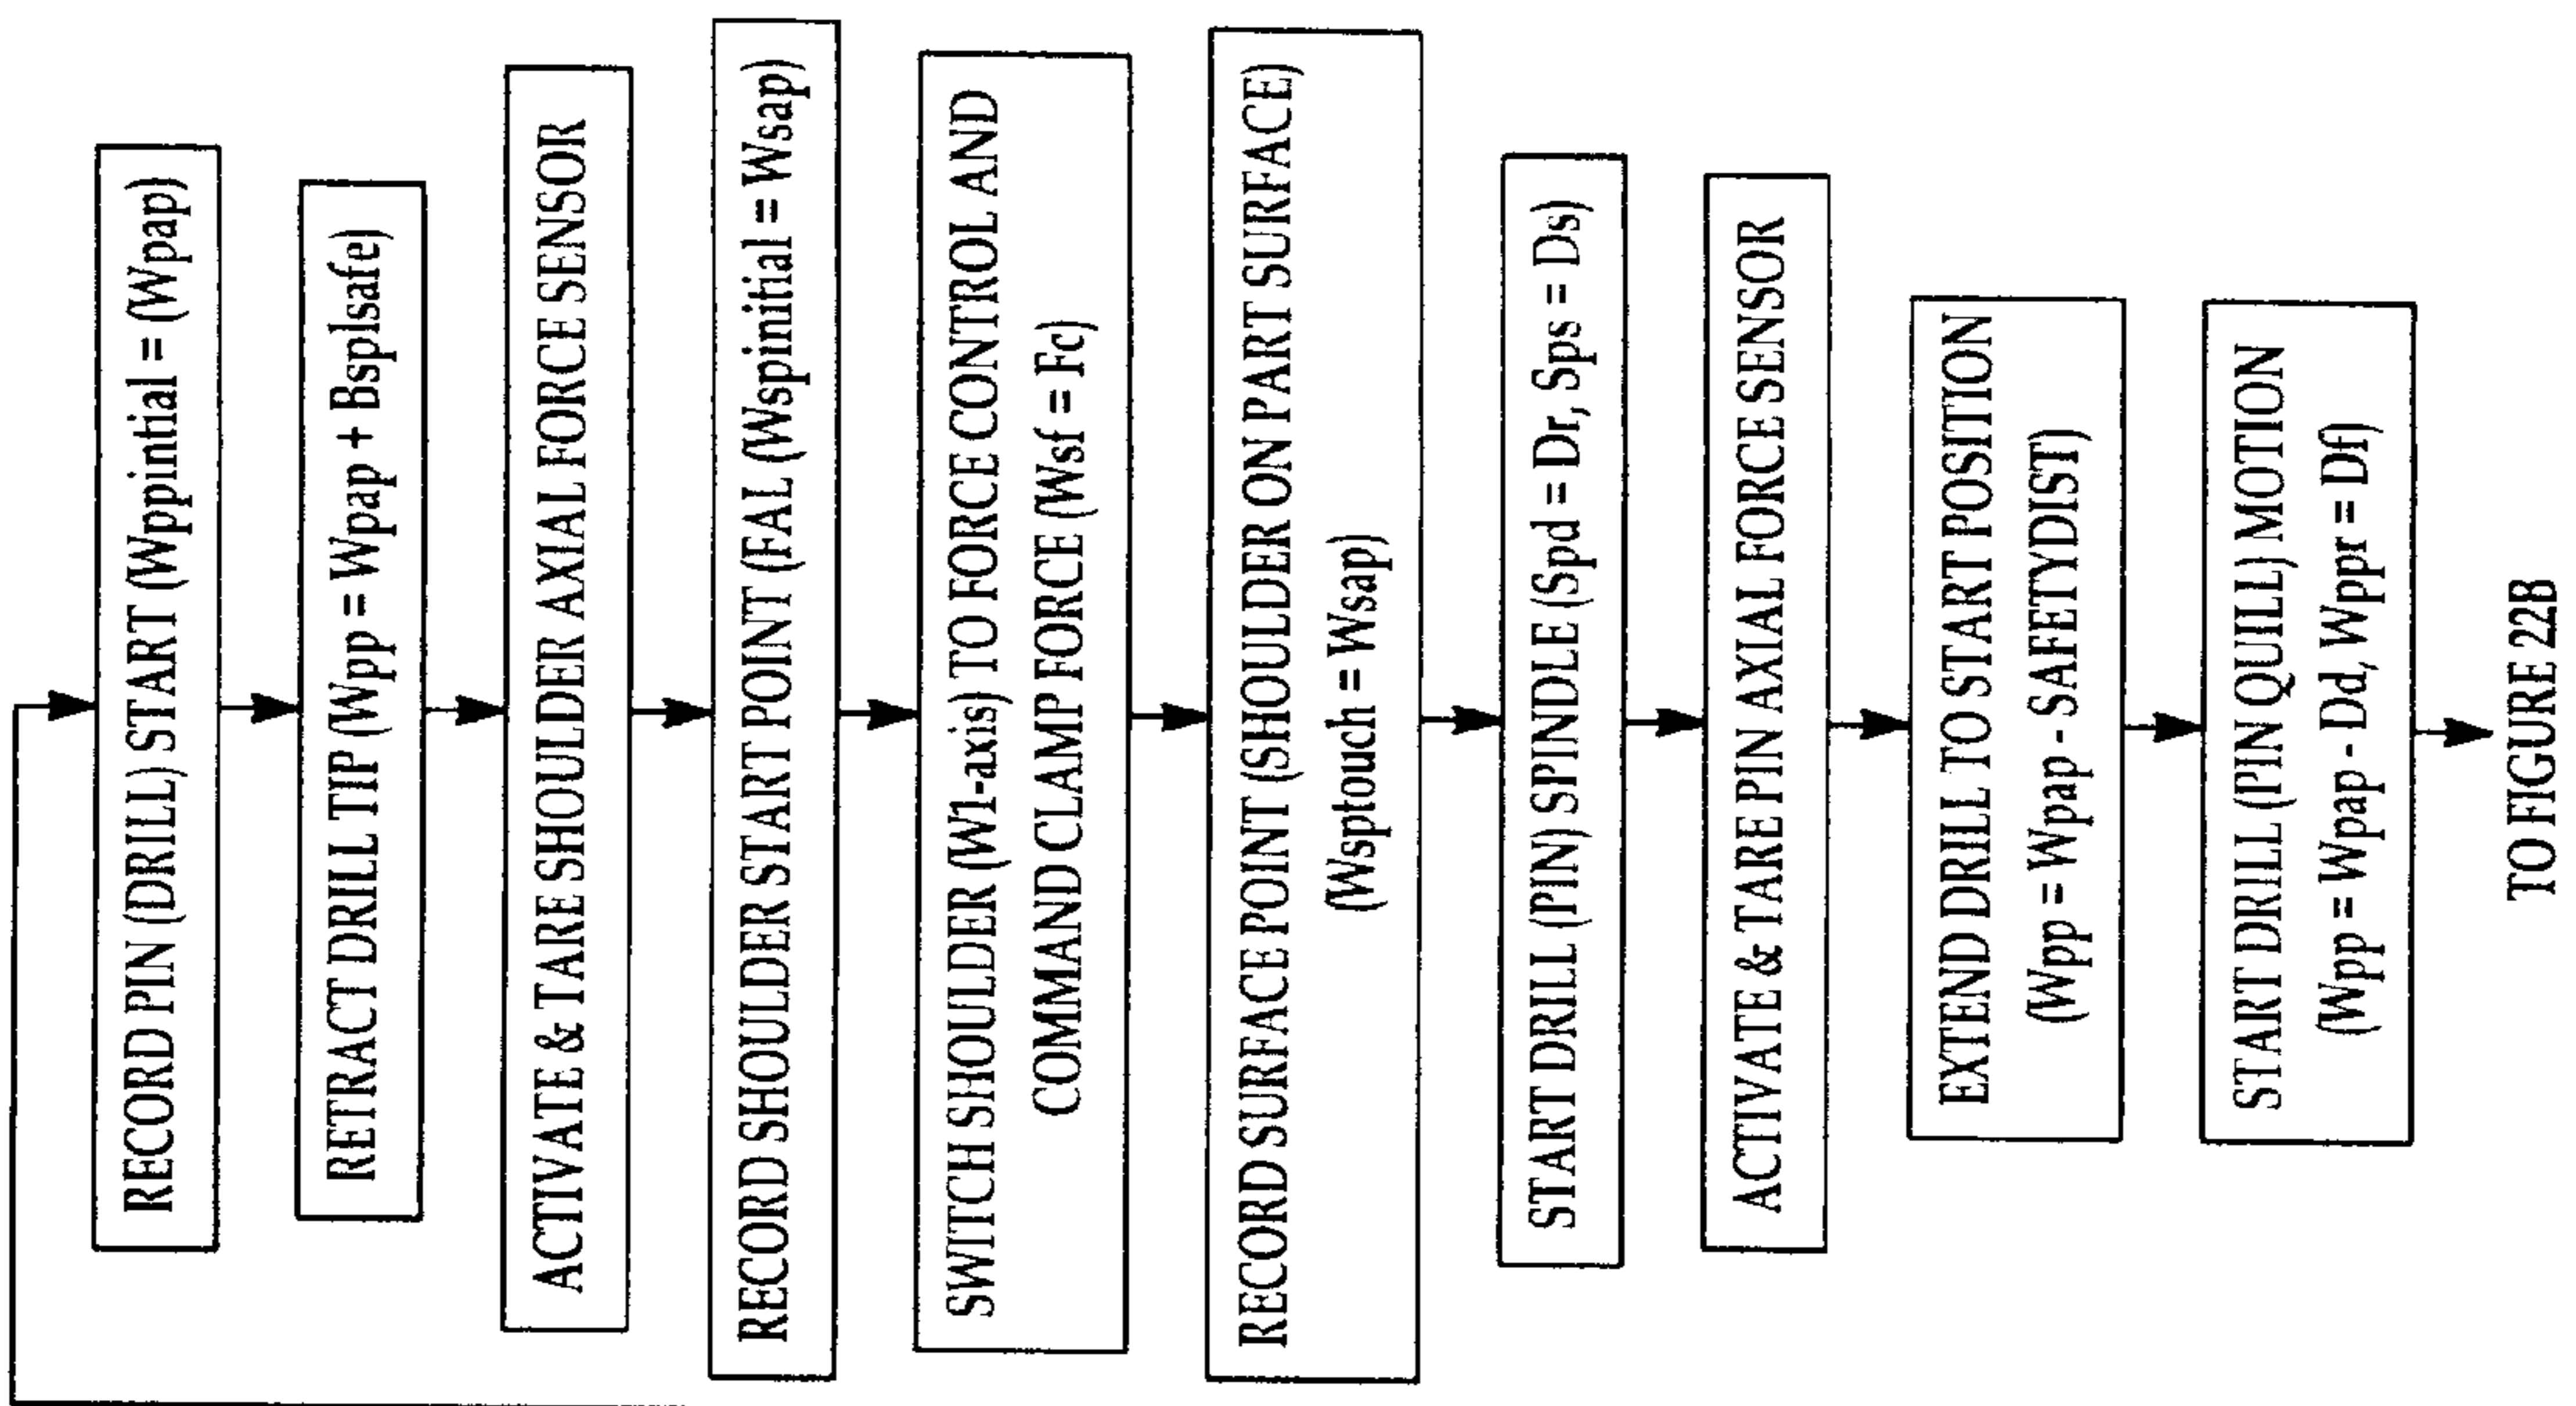 RECORD PIN (DRILL) START (Wppintial = (Wpap)
RETRACT DRILL TIP (Wpp = Wpap + Bsplsafe)
ACTIVATE & TARE SHOULDER AXIAL FORCE SENSOR
RECORD SHOULDER START POINT (FAL (Wspinitial = Wsap)
SWITCH SHOULDER (W1-axis) TO FORCE CONTROL AND
COMMAND CLAMP FORCE (Wsf = Fc)
RECORD SURFACE POINT (SHOULDER ON PART SURFACE)
(Wsptouch = Wsap)
START DRILL (PIN) SPINDLE (Spd = Dr, Sps = Ds)
ACTIVATE & TARE PIN AXIAL FORCE SENSOR
EXTEND DRILL TO START POSITION
(Wpp = Wpap - SAFETYDIST)
START DRILL (PIN QUILL) MOTION
(Wpp = Wpap - Dd, Wppr = Df)
TO FIGURE 22B